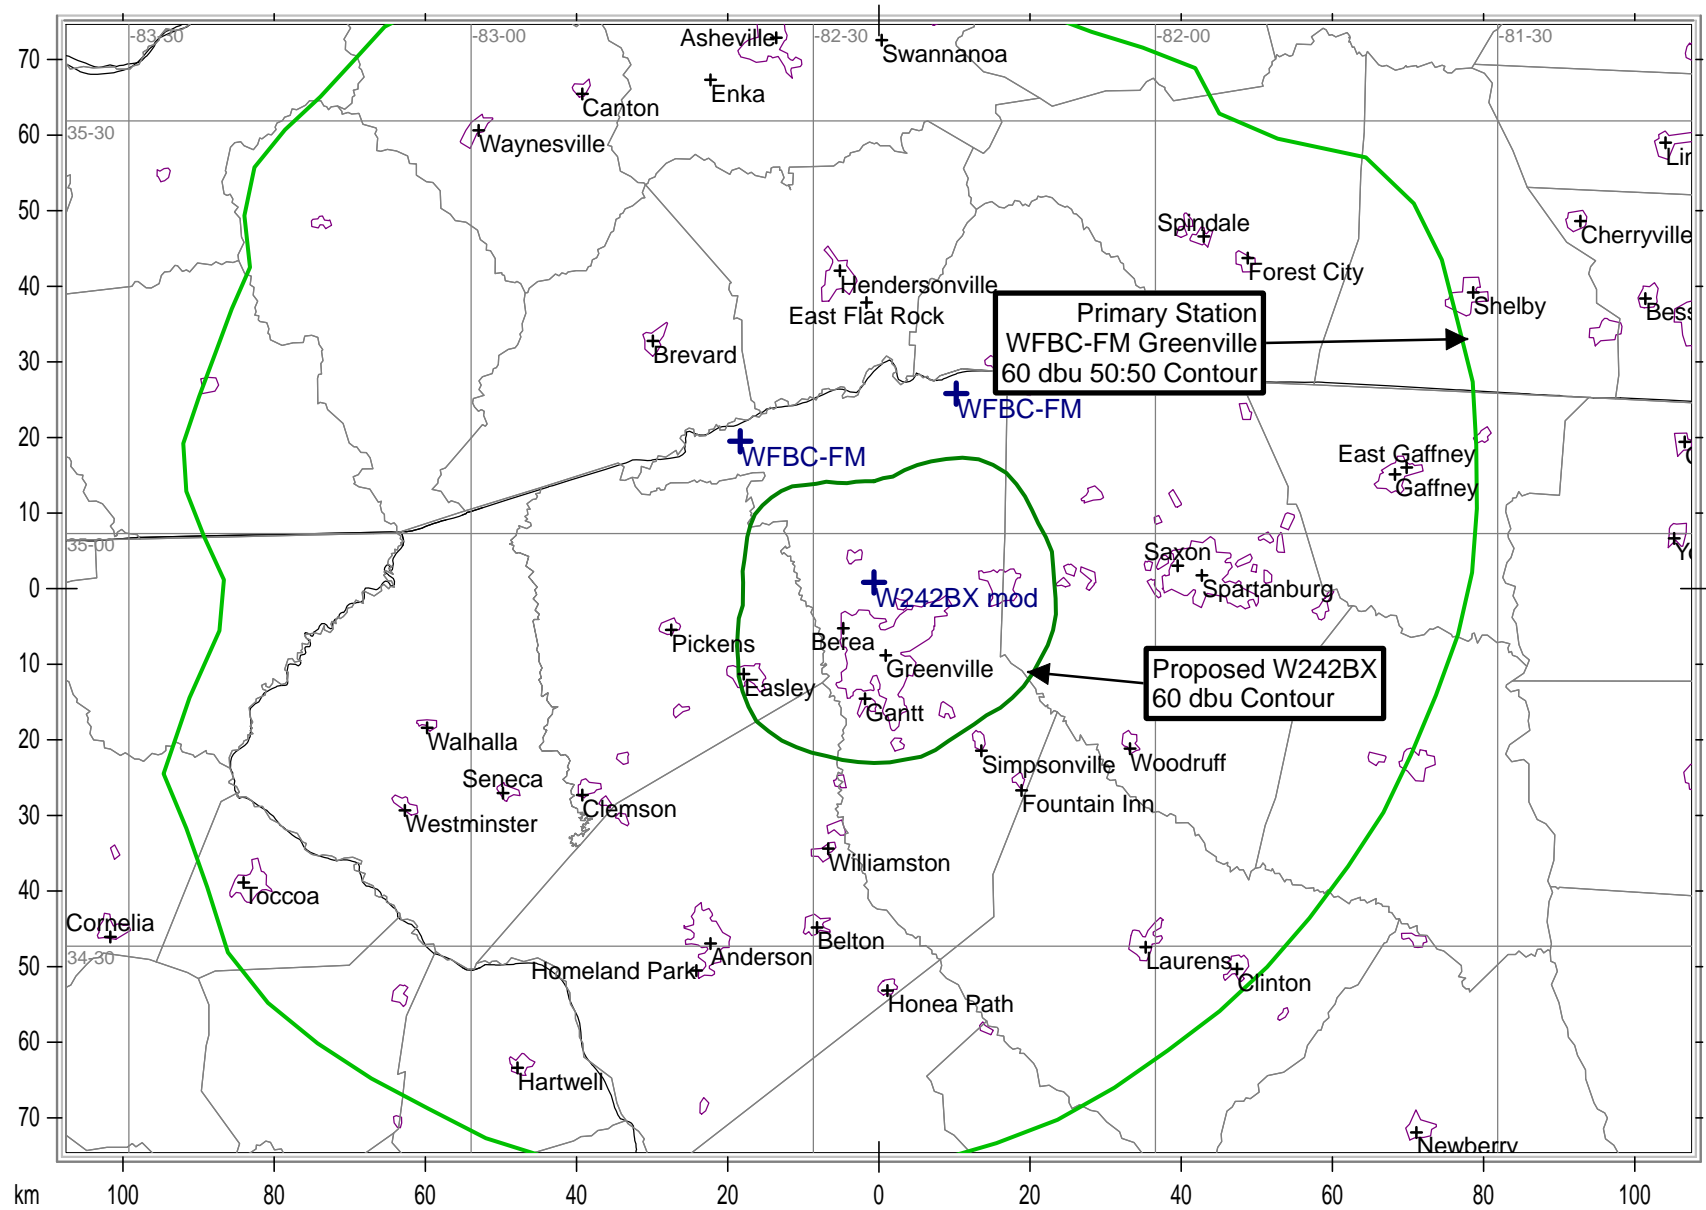 -83-30
-83-00
-82-30
-82-00
-81-30
70
Asheville
Swannanoa
Enka
Canton
60
35-30
Waynesville
50
Spindale
Cherryville
Forest City
40
Hendersonville
East Flat Rock
Shelby
Primary Station
WFBC-FM Greenville
60 dbu 50:50 Contour
30
Brevard
WFBC-FM
20
WFBC-FM
East Gaffney
Gaffney
10
35-00
Saxon
Spartanburg
0
W242BX mod
Pickens
Berea
Greenville
10
Easley
Gantt
Proposed W242BX
60 dbu Contour
20
Walhalla
Simpsonville
Woodruff
Seneca
Clemson
Fountain Inn
30
Westminster
Williamston
40
Toccoa
Cornelia
Belton
34-30
Anderson
Laurens
50
Homeland Park
Clinton
Honea Path
60
Hartwell
70
Newberry
km
100
80
60
40
20
0
20
40
60
80
100